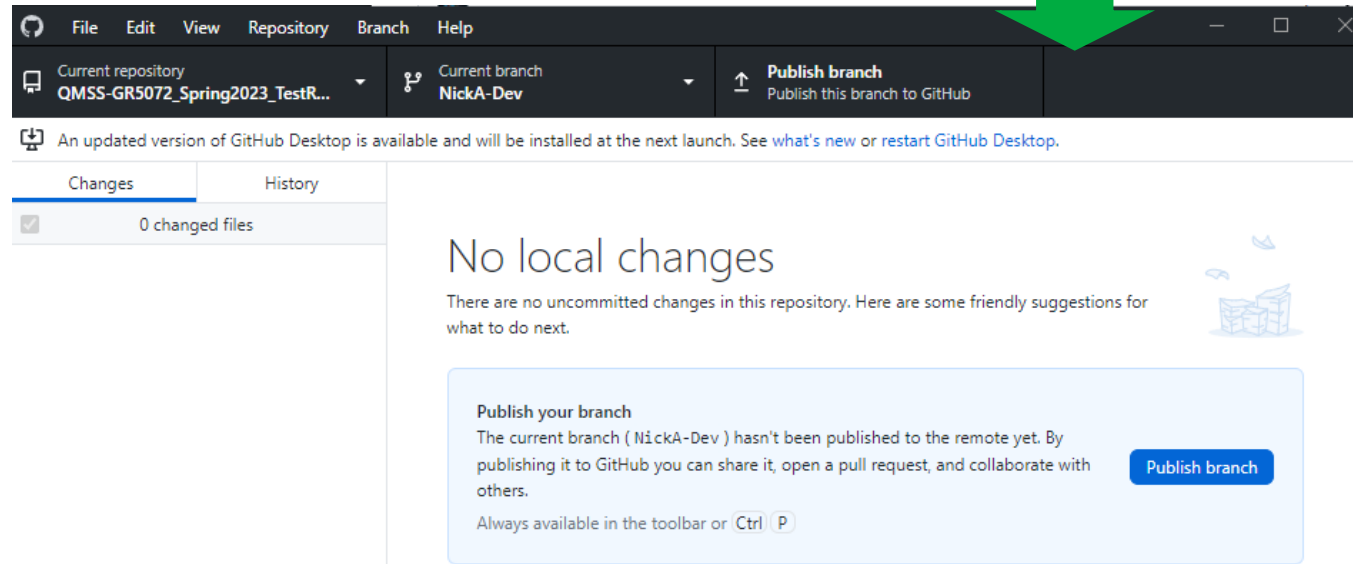 File Edit View Repository Branch Help
Current repository
QMSS-GR5072_Spring2023_TestR...
Current branch
NickA-Dev
Publish branch
Publish this branch to GitHub
An updated version of GitHub Desktop is available and will be installed at the next launch. See what's new or restart GitHub Desktop.
Changes History
0 changed files
No local changes
There are no uncommitted changes in this repository. Here are some friendly suggestions for
what to do next.
Publish your branch
The current branch ( NickA-Dev ) hasn't been published to the remote yet. By
publishing it to GitHub you can share it, open a pull request, and collaborate with
others.
Always available in the toolbar or Ctrl P
Publish branch